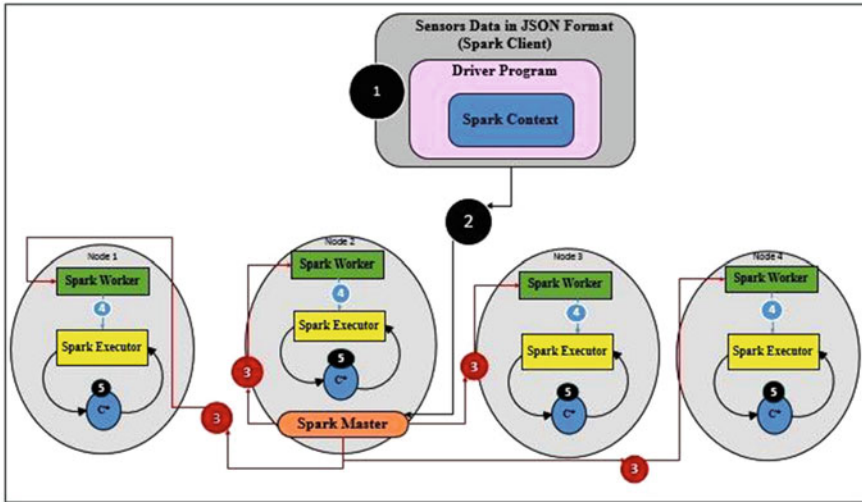 Sensors Data in JSON Format
(Spark Client)
Driver Program
1
Spark Context
2
Node 1
Spark Worker
4
Spark Executor
5
C*
3
Node 2
Spark Worker
4
Spark Executor
5
C*
3
Spark Master
Node 3
Spark Worker
4
Spark Executor
5
C*
3
Node 4
Spark Worker
4
Spark Executor
5
C*
3